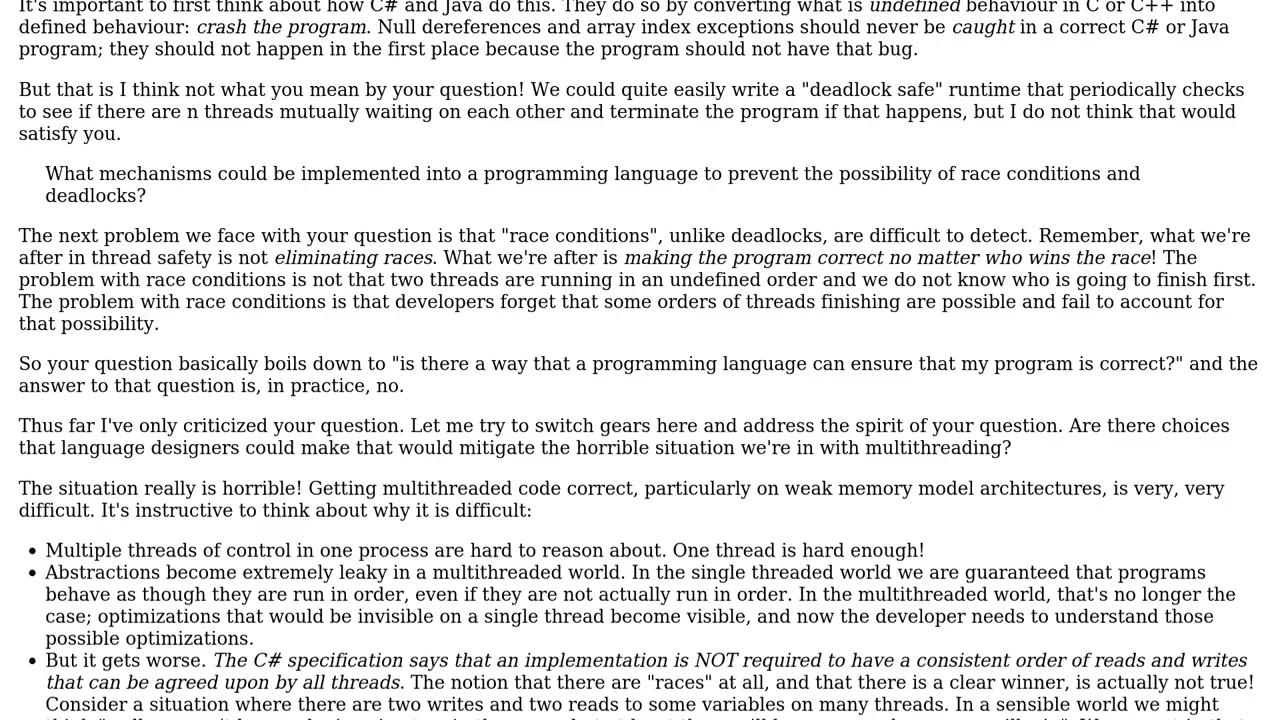 It's important to first think about how C# and Java do this. They do so by converting what is undefined behaviour in C or C++ into
defined behaviour: crash the program. Null dereferences and array index exceptions should never be caught in a correct C# or Java
program; they should not happen in the first place because the program should not have that bug.
But that is I think not what you mean by your question! We could quite easily write a "deadlock safe" runtime that periodically checks
to see if there are n threads mutually waiting on each other and terminate the program if that happens, but I do not think that would
satisfy you.
What mechanisms could be implemented into a programming language to prevent the possibility of race conditions and
deadlocks?
The next problem we face with your question is that "race conditions", unlike deadlocks, are difficult to detect. Remember, what we're
after in thread safety is not eliminating races. What we're after is making the program correct no matter who wins the race! The
problem with race conditions is not that two threads are running in an undefined order and we do not know who is going to finish first.
The problem with race conditions is that developers forget that some orders of threads finishing are possible and fail to account for
that possibility.
So your question basically boils down to "is there a way that a programming language can ensure that my program is correct?" and the
answer to that question is, in practice, no.
Thus far I've only criticized your question. Let me try to switch gears here and address the spirit of your question. Are there choices
that language designers could make that would mitigate the horrible situation we're in with multithreading?
The situation really is horrible! Getting multithreaded code correct, particularly on weak memory model architectures, is very, very
difficult. It's instructive to think about why it is difficult:
• Multiple threads of control in one process are hard to reason about. One thread is hard enough!
• Abstractions become extremely leaky in a multithreaded world. In the single threaded world we are guaranteed that programs
behave as though they are run in order, even if they are not actually run in order. In the multithreaded world, that's no longer the
case; optimizations that would be invisible on a single thread become visible, and now the developer needs to understand those
possible optimizations.
• But it gets worse. The C# specification says that an implementation is NOT required to have a consistent order of reads and writes
that can be agreed upon by all threads. The notion that there are "races" at all, and that there is a clear winner, is actually not true!
Consider a situation where there are two writes and two reads to some variables on many threads. In a sensible world we might